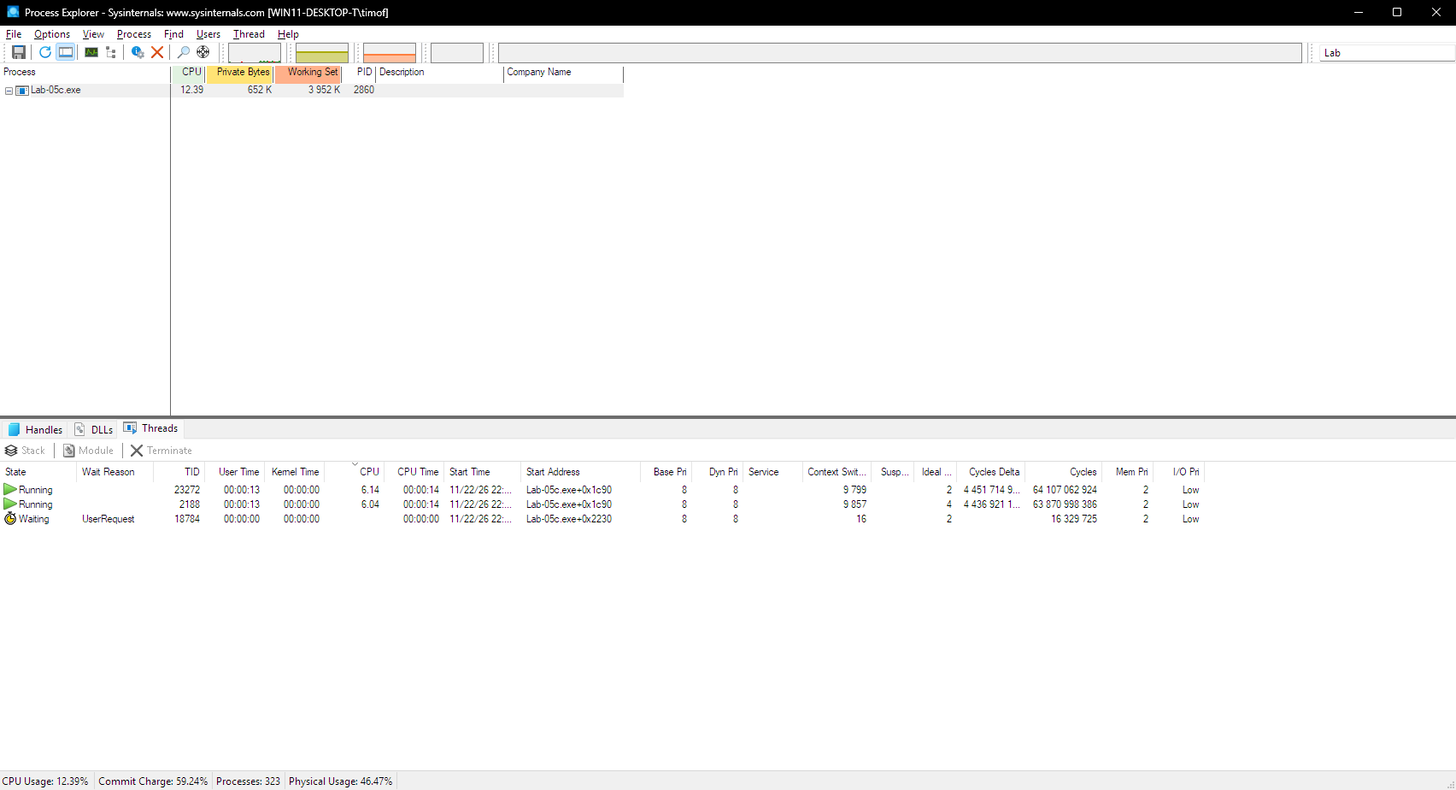 Process Explorer - Sysinternals: www.sysinternals.com [WIN11-DESKTOP-T\timof]
File Options View Process Find Users Thread Help
Lab
Process CPU Private Bytes Working Set PID Description Company Name
Lab-05c.exe 12.39 652 K 3 952 K 2860
Handles DLLs Threads
Stack Module Terminate
State Wait Reason TID User Time Kernel Time CPU CPU Time Start Time Start Address Base Pri Dyn Pri Service Context Swit... Susp... Ideal ... Cycles Delta Cycles Mem Pri I/O Pri
Running 23272 00:00:13 00:00:00 6.14 00:00:14 11/22/26 22:... Lab-05c.exe+0x1c90 8 8 9 799 2 4 451 714 9... 64 107 062 924 2 Low
Running 2188 00:00:13 00:00:00 6.04 00:00:14 11/22/26 22:... Lab-05c.exe+0x1c90 8 8 9 857 4 4 436 921 1... 63 870 998 386 2 Low
Waiting UserRequest 18784 00:00:00 00:00:00 00:00:00 11/22/26 22:... Lab-05c.exe+0x2230 8 8 16 2 16 329 725 2 Low
CPU Usage: 12.39% Commit Charge: 59.24% Processes: 323 Physical Usage: 46.47%